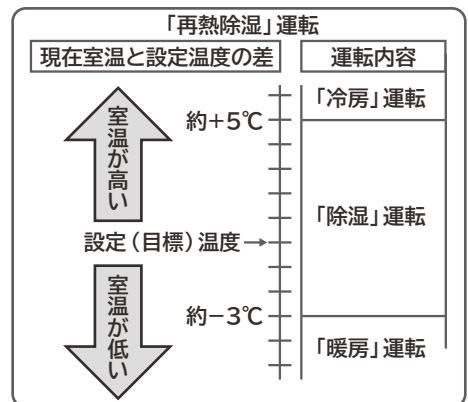 「再熱除湿」運転
現在室温と設定温度の差
運転内容
室温が高い
約＋5℃
「冷房」運転
「除湿」運転
設定（目標）温度→
室温が低い
約－3℃
「暖房」運転